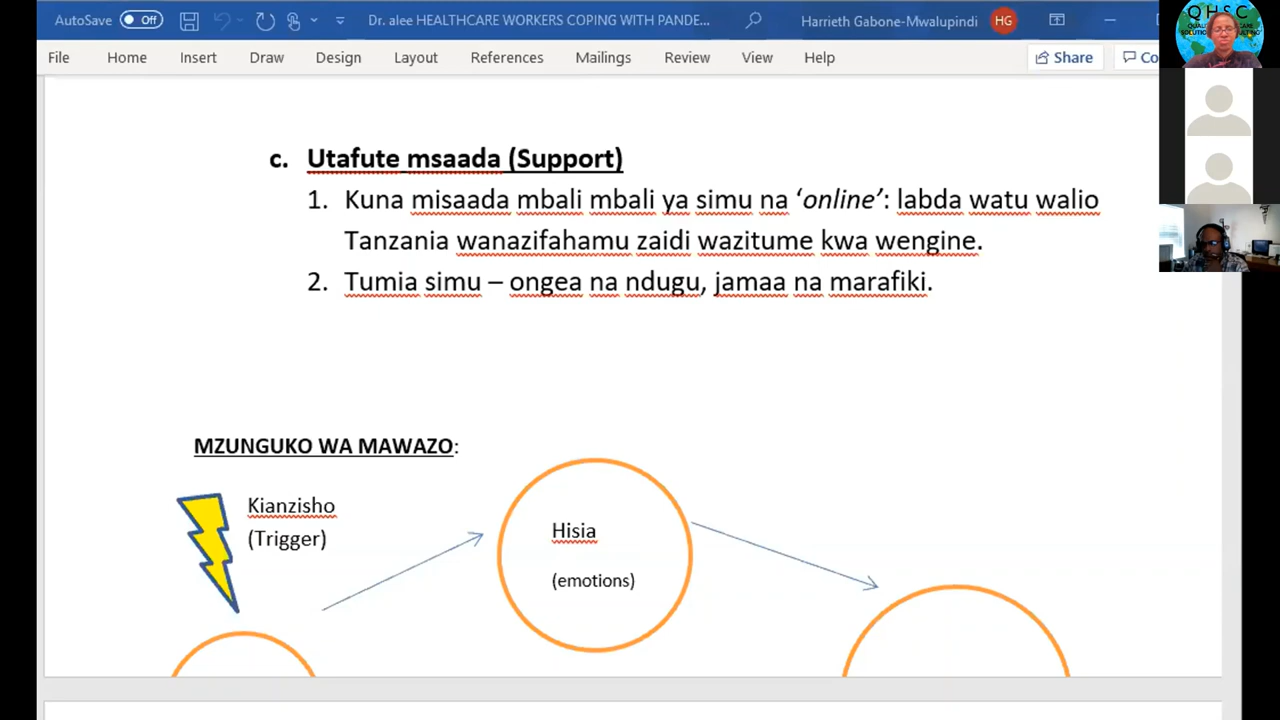 AutoSave Off Dr. alee HEALTHCARE WORKERS COPING WITH PANDE... Harrieth Gabone-Mwalupindi HG
QHSC
File Home Insert Draw Design Layout References Mailings Review View Help Share Co
c. Utafute msaada (Support)
1. Kuna misaada mbali mbali ya simu na ‘online’: labda watu walio
Tanzania wanazifahamu zaidi wazitume kwa wengine.
2. Tumia simu – ongea na ndugu, jamaa na marafiki.
MZUNGUKO WA MAWAZO:
Kianzisho
(Trigger)
Hisia
(emotions)